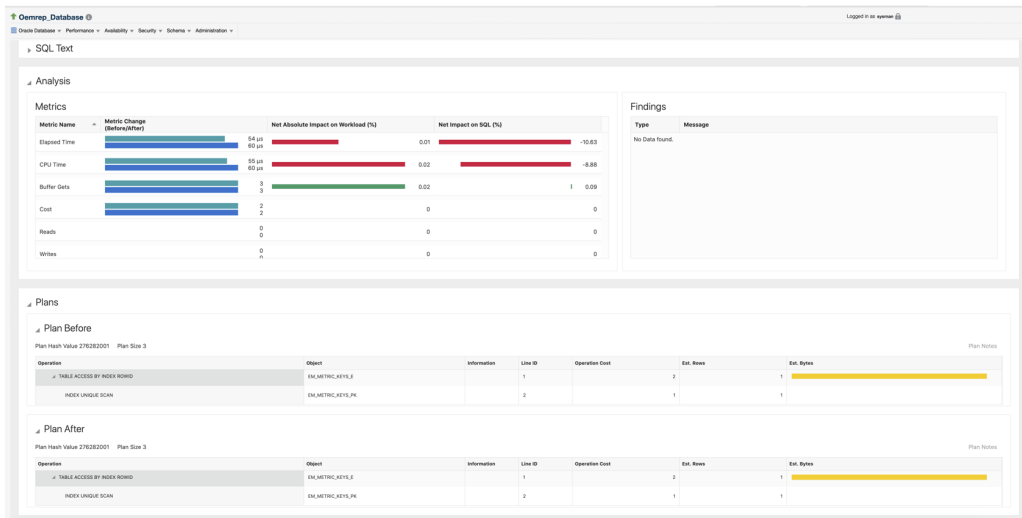 Oemrep_Database
Logged in as sysman
Oracle Database Performance Availability Security Schema Administration
SQL Text
Analysis
Metrics
Metric Name Metric Change (Before/After) Net Absolute Impact on Workload (%) Net Impact on SQL (%)
Elapsed Time 54 µs 60 µs 0.01 -10.63
CPU Time 55 µs 60 µs 0.02 -8.88
Buffer Gets 3 3 0.02 0.09
Cost 2 2 0 0
Reads 0 0 0 0
Writes 0 0 0 0
Findings
Type Message
No Data found.
Plans
Plan Before
Plan Hash Value 276282001 Plan Size 3 Plan Notes
Operation Object Information Line ID Operation Cost Est. Rows Est. Bytes
TABLE ACCESS BY INDEX ROWID EM_METRIC_KEYS_E 1 2 1
INDEX UNIQUE SCAN EM_METRIC_KEYS_PK 2 1 1
Plan After
Plan Hash Value 276282001 Plan Size 3 Plan Notes
Operation Object Information Line ID Operation Cost Est. Rows Est. Bytes
TABLE ACCESS BY INDEX ROWID EM_METRIC_KEYS_E 1 2 1
INDEX UNIQUE SCAN EM_METRIC_KEYS_PK 2 1 1